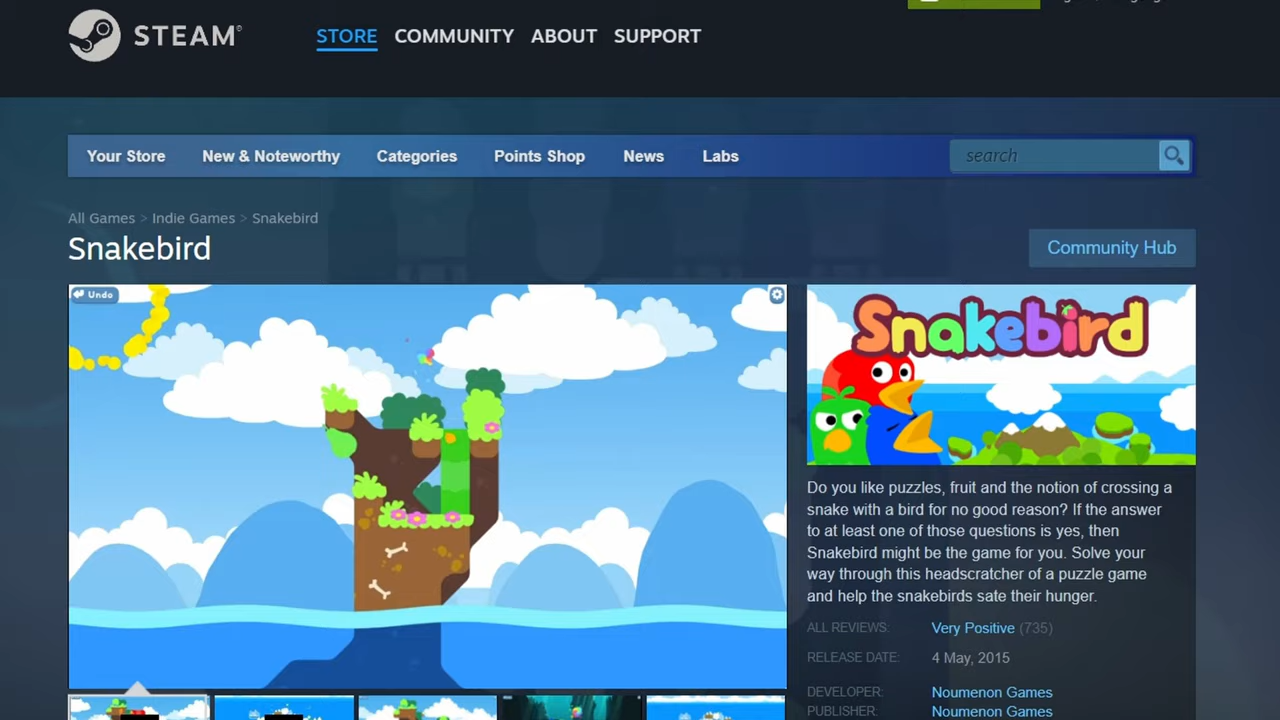 STEAM®
STORE COMMUNITY ABOUT SUPPORT
Your Store New & Noteworthy Categories Points Shop News Labs search
All Games > Indie Games > Snakebird
Snakebird
Community Hub
Undo
Snakebird
Do you like puzzles, fruit and the notion of crossing a
snake with a bird for no good reason? If the answer
to at least one of those questions is yes, then
Snakebird might be the game for you. Solve your
way through this headscratcher of a puzzle game
and help the snakebirds sate their hunger.
ALL REVIEWS: Very Positive (735)
RELEASE DATE: 4 May, 2015
DEVELOPER: Noumenon Games
PUBLISHER: Noumenon Games